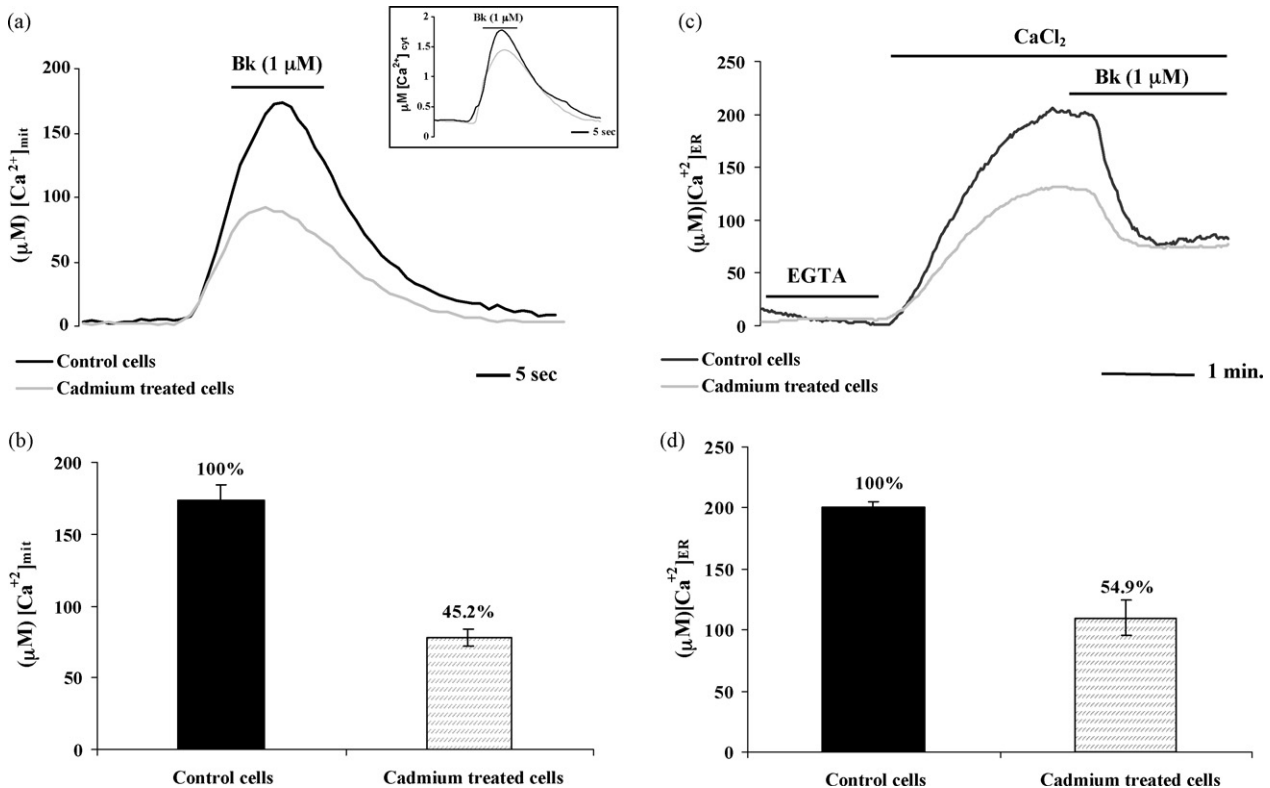 (a)
Bk (1 μM)
(μM) [Ca²⁺]mit
200
150
100
50
0
Control cells
Cadmium treated cells
5 sec
Bk (1 μM)
μM [Ca²⁺] cyt
2
1.5
1
0.5
0
5 sec
(c)
CaCl₂
Bk (1 μM)
EGTA
(μM)[Ca⁺²]ER
250
200
150
100
50
0
Control cells
Cadmium treated cells
1 min.
(b)
(μM) [Ca⁺²]mit
200
150
100
50
0
100%
45.2%
Control cells
Cadmium treated cells
(d)
(μM)[Ca⁺²]ER
250
200
150
100
50
0
100%
54.9%
Control cells
Cadmium treated cells